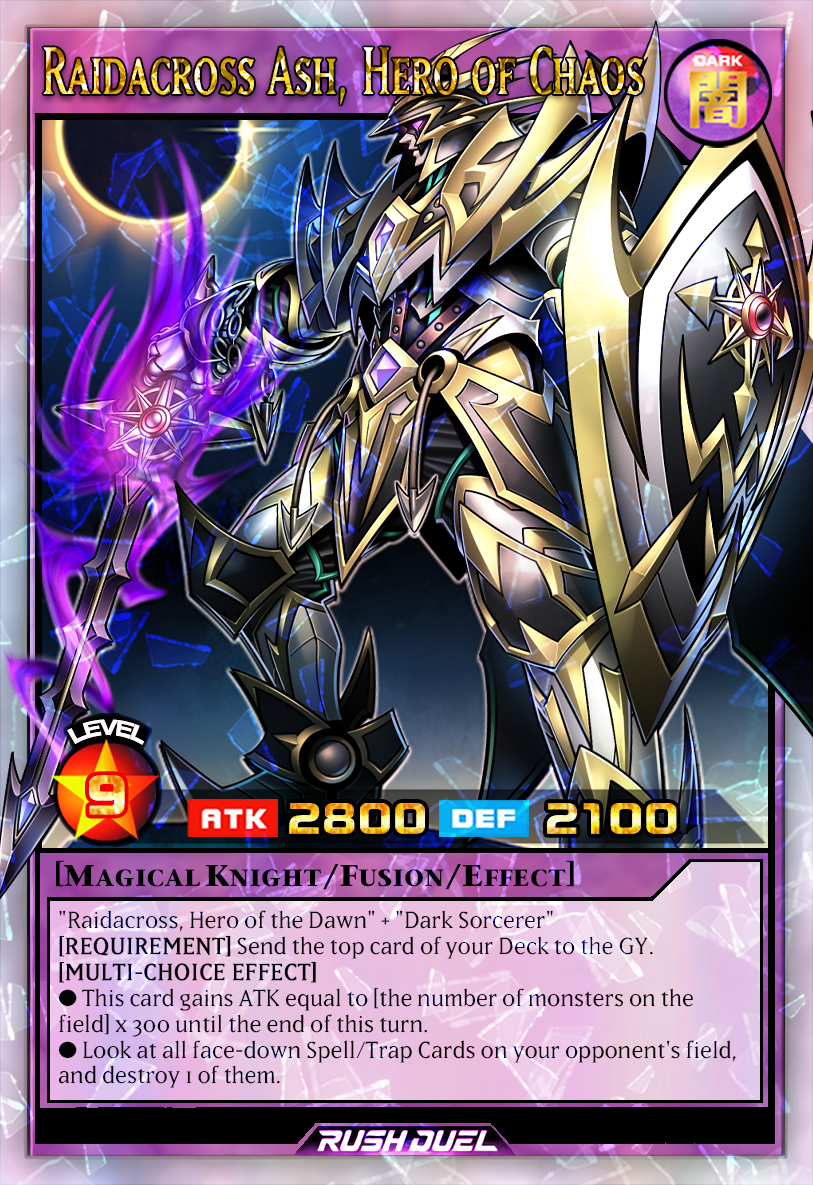 Raidacross Ash, Hero of Chaos
DARK
闇
LEVEL
9
ATK 2800 DEF 2100
[Magical Knight/Fusion/Effect]
"Raidacross, Hero of the Dawn" + "Dark Sorcerer"
[REQUIREMENT] Send the top card of your Deck to the GY.
[MULTI-CHOICE EFFECT]
● This card gains ATK equal to [the number of monsters on the
field] x 300 until the end of this turn.
● Look at all face-down Spell/Trap Cards on your opponent's field,
and destroy 1 of them.
RUSH DUEL